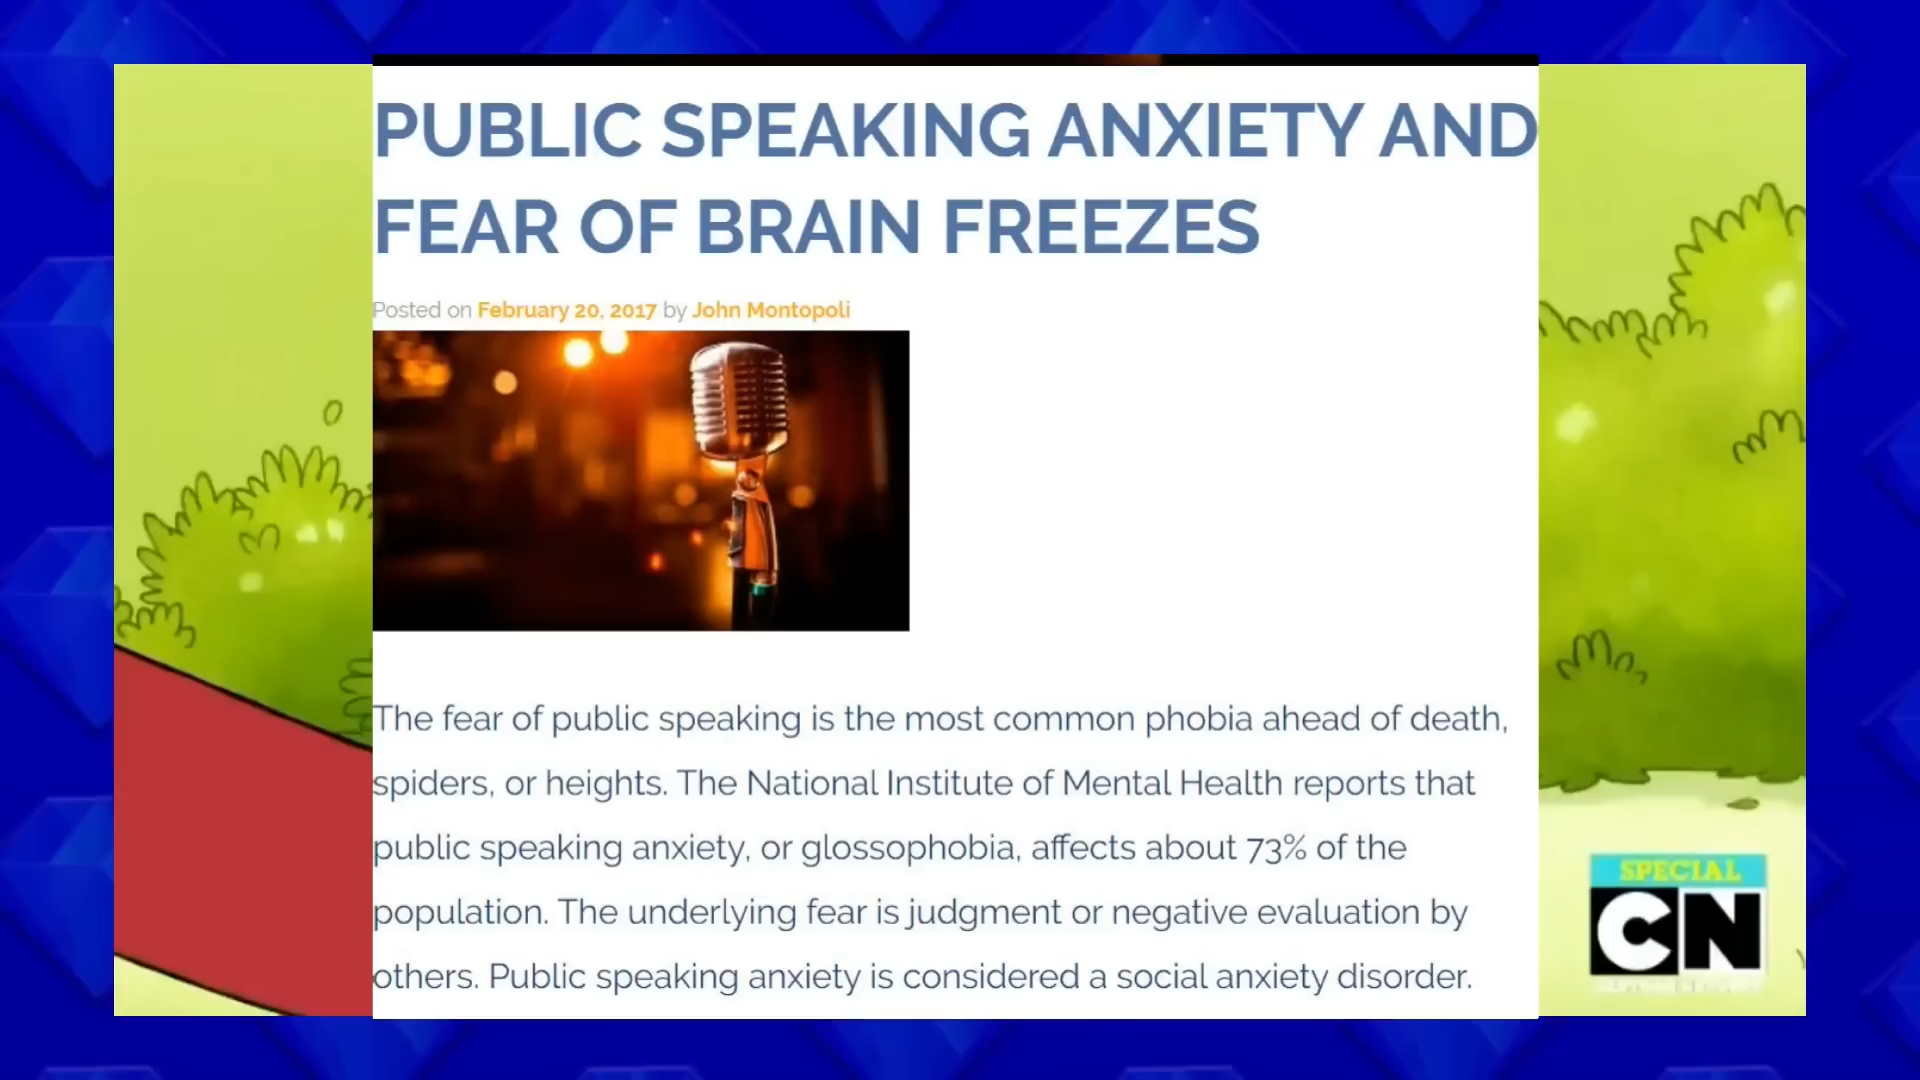 PUBLIC SPEAKING ANXIETY AND
FEAR OF BRAIN FREEZES
Posted on February 20, 2017 by John Montopoli
The fear of public speaking is the most common phobia ahead of death,
spiders, or heights. The National Institute of Mental Health reports that
public speaking anxiety, or glossophobia, affects about 73% of the
population. The underlying fear is judgment or negative evaluation by
others. Public speaking anxiety is considered a social anxiety disorder.
SPECIAL
CN